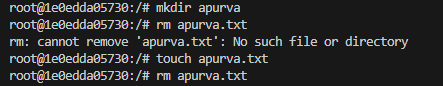 root@1e0edda05730:/# mkdir apurva
root@1e0edda05730:/# rm apurva.txt
rm: cannot remove 'apurva.txt': No such file or directory
root@1e0edda05730:/# touch apurva.txt
root@1e0edda05730:/# rm apurva.txt